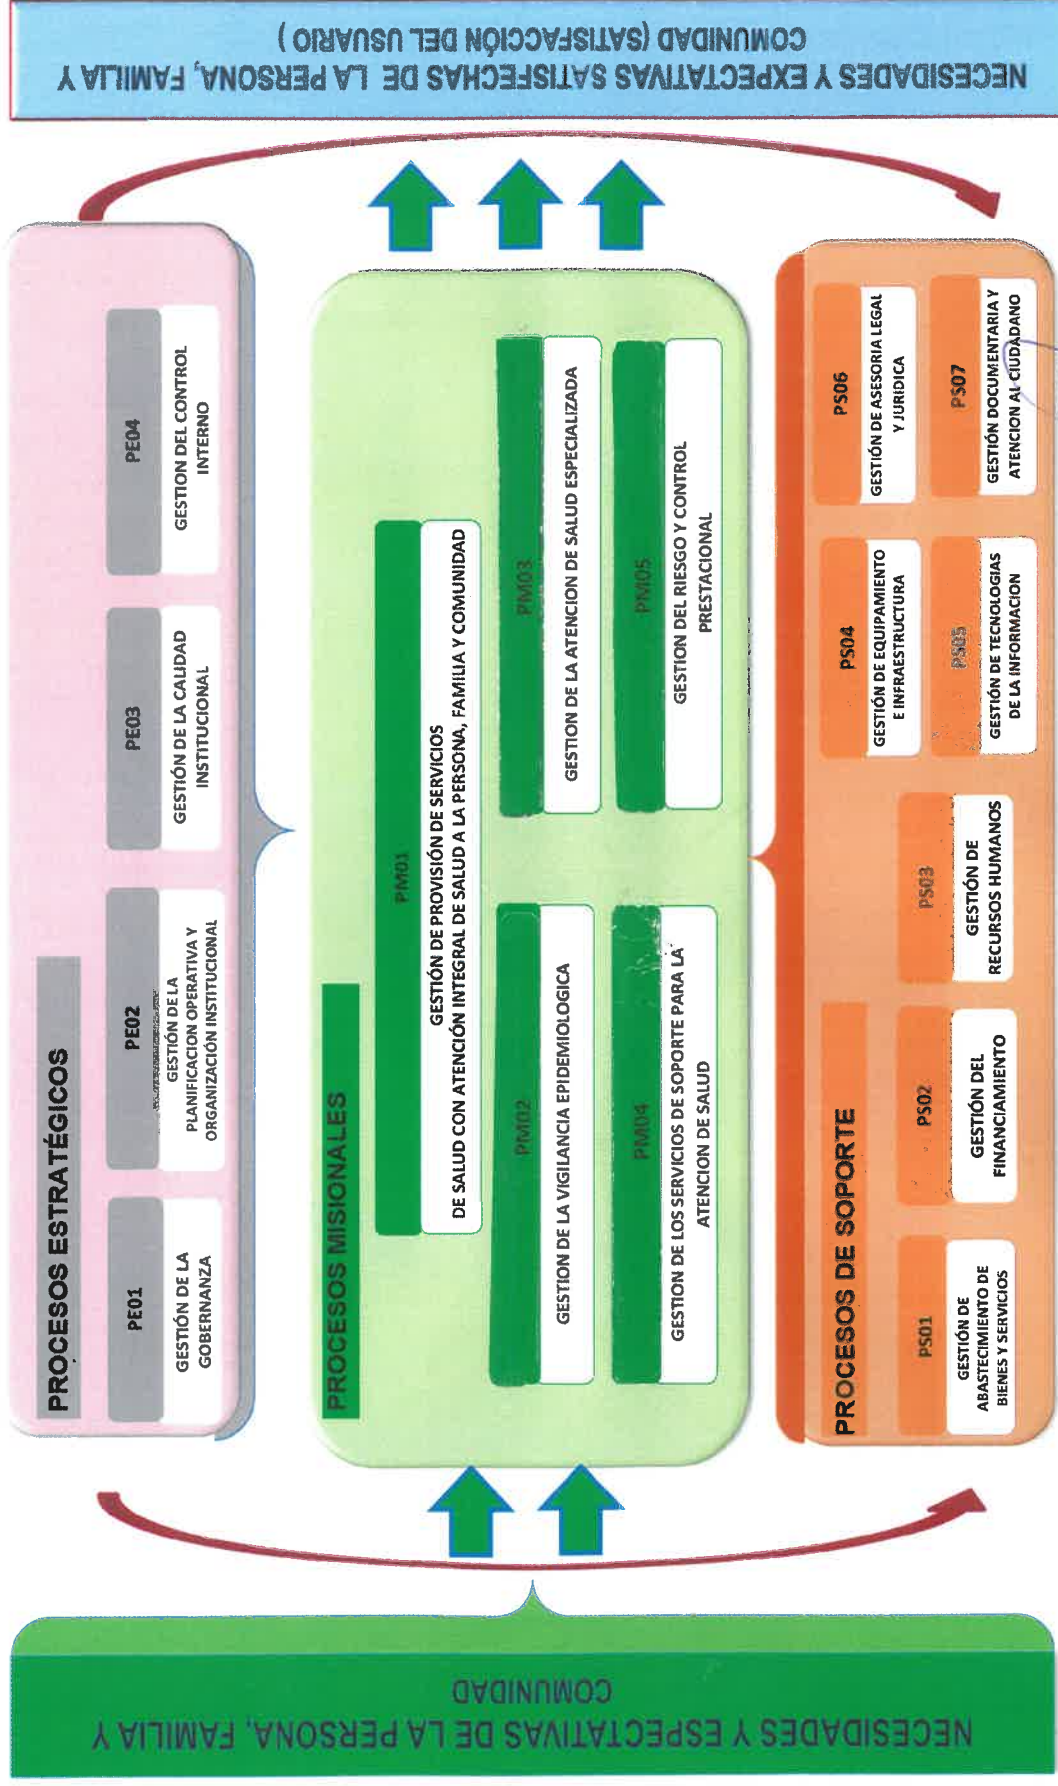 NECESIDADES Y ESPECTATIVAS DE LA PERSONA, FAMILIA Y
COMUNIDAD
PROCESOS ESTRATÉGICOS
PE01
GESTIÓN DE LA
GOBERNANZA
PE02
GESTIÓN DE LA
PLANIFICACION OPERATIVA Y
ORGANIZACIÓN INSTITUCIONAL
PE03
GESTIÓN DE LA CALIDAD
INSTITUCIONAL
PE04
GESTION DEL CONTROL
INTERNO
PROCESOS MISIONALES
PM01
GESTIÓN DE PROVISIÓN DE SERVICIOS
DE SALUD CON ATENCIÓN INTEGRAL DE SALUD A LA PERSONA, FAMILIA Y COMUNIDAD
PM02
GESTION DE LA VIGILANCIA EPIDEMIOLOGICA
PM03
GESTION DE LA ATENCION DE SALUD ESPECIALIZADA
PM04
GESTION DE LOS SERVICIOS DE SOPORTE PARA LA
ATENCION DE SALUD
PM05
GESTION DEL RIESGO Y CONTROL
PRESTACIONAL
PROCESOS DE SOPORTE
PS01
GESTIÓN DE
ABASTECIMIENTO DE
BIENES Y SERVICIOS
PS02
GESTIÓN DEL
FINANCIAMIENTO
PS03
GESTIÓN DE
RECURSOS HUMANOS
PS04
GESTIÓN DE EQUIPAMIENTO
E INFRAESTRUCTURA
PS05
GESTIÓN DE TECNOLOGIAS
DE LA INFORMACION
PS06
GESTIÓN DE ASESORIA LEGAL
Y JURIDICA
PS07
GESTIÓN DOCUMENTARIA Y
ATENCION AL CIUDADANO
NECESIDADES Y EXPECTATIVAS SATISFECHAS DE LA PERSONA, FAMILIA Y
COMUNIDAD (SATISFACCIÓN DEL USUARIO )